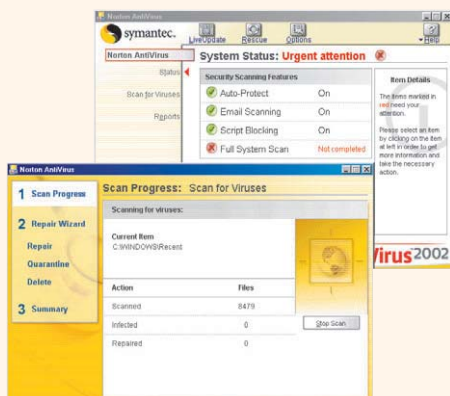 Norton AntiVirus
symantec.
LiveUpdate Rescue Options Help
Norton AntiVirus
Status
Scan for Viruses
Reports
System Status: Urgent attention
Security Scanning Features
Auto-Protect On
Email Scanning On
Script Blocking On
Full System Scan Not completed
Item Details
The items marked in
red need your
attention.
Please select an item
by clicking on the item
at left in order to get
more information and
take the necessary
action.
Virus 2002
Norton AntiVirus
1 Scan Progress
2 Repair Wizard
Repair
Quarantine
Delete
3 Summary
Scan Progress: Scan for Viruses
Scanning for viruses:
Current Item
C:\WINDOWS\Recent
Action Files
Scanned 8479
Infected 0
Repaired 0
Stop Scan